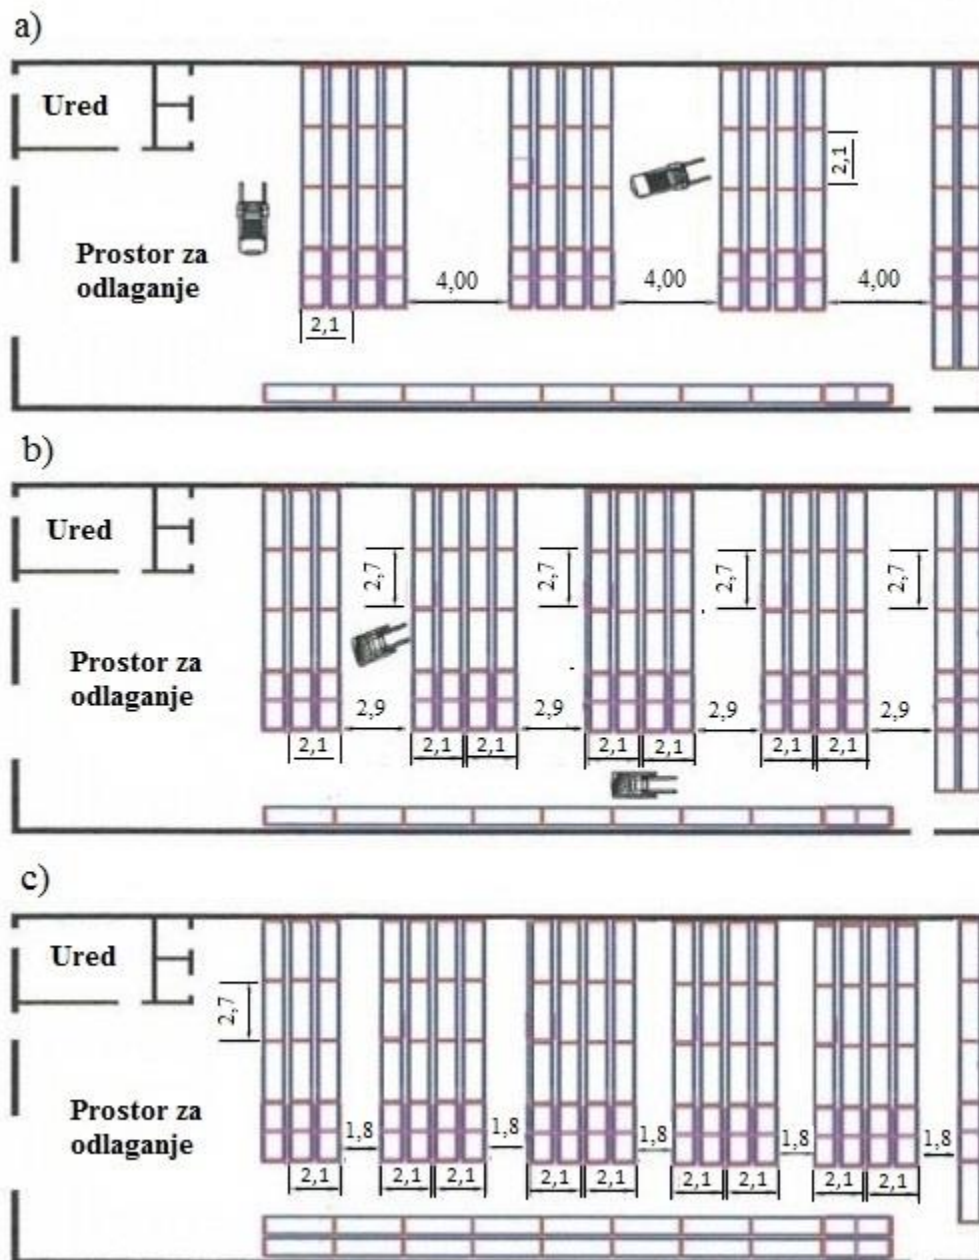 a)
Ured
2,1
Prostor za
odlaganje
4,00 4,00 4,00
2,1
b)
Ured
2,7 2,7 2,7 2,7
Prostor za
odlaganje
2,9 2,9 2,9 2,9
2,1 2,1 2,1 2,1 2,1 2,1 2,1
c)
Ured
2,7
Prostor za
odlaganje
1,8 1,8 1,8 1,8 1,8
2,1 2,1 2,1 2,1 2,1 2,1 2,1 2,1 2,1